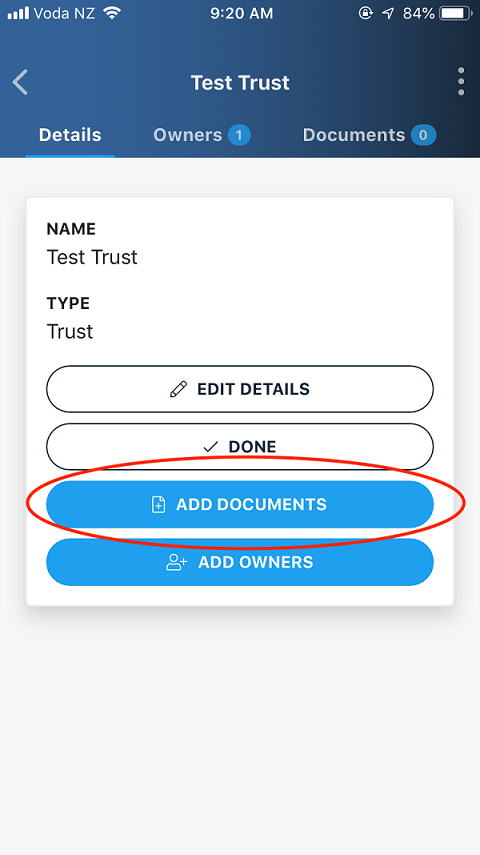 Voda NZ 9:20 AM 84%
Test Trust
Details Owners 1 Documents 0
NAME
Test Trust
TYPE
Trust
EDIT DETAILS
DONE
ADD DOCUMENTS
ADD OWNERS